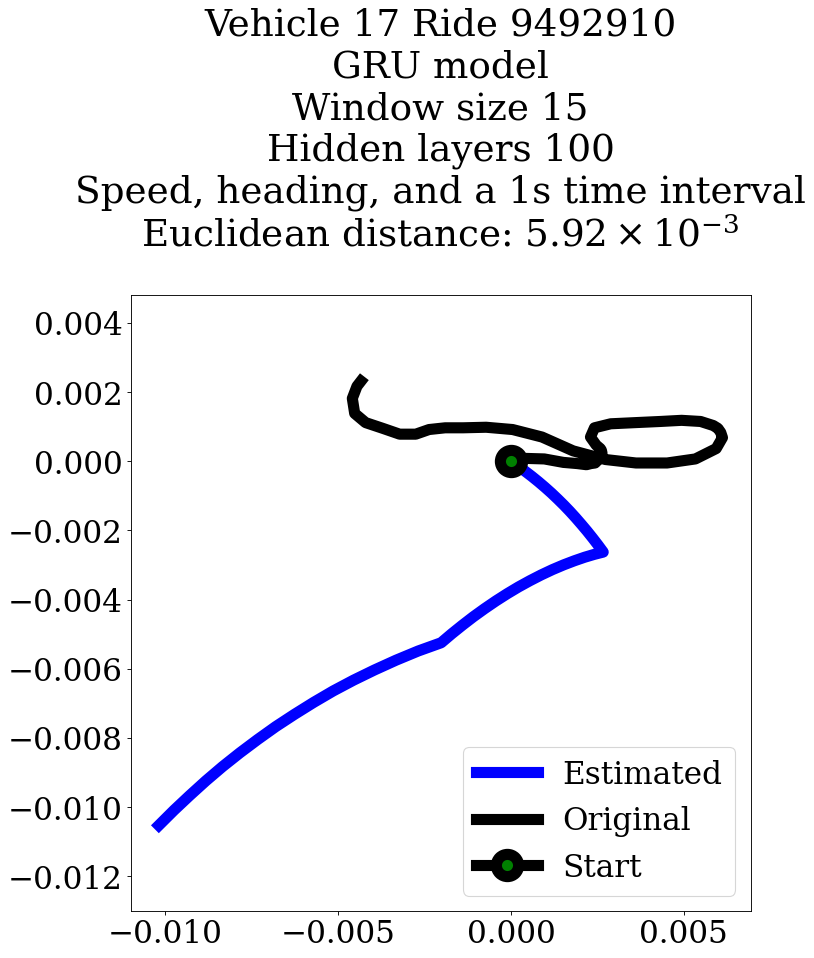 Vehicle 17 Ride 9492910
GRU model
Window size 15
Hidden layers 100
Speed, heading, and a 1s time interval
Euclidean distance: 5.92 × 10⁻³
0.004
0.002
0.000
−0.002
−0.004
−0.006
−0.008
−0.010
−0.012
Estimated
Original
Start
−0.010 −0.005 0.000 0.005